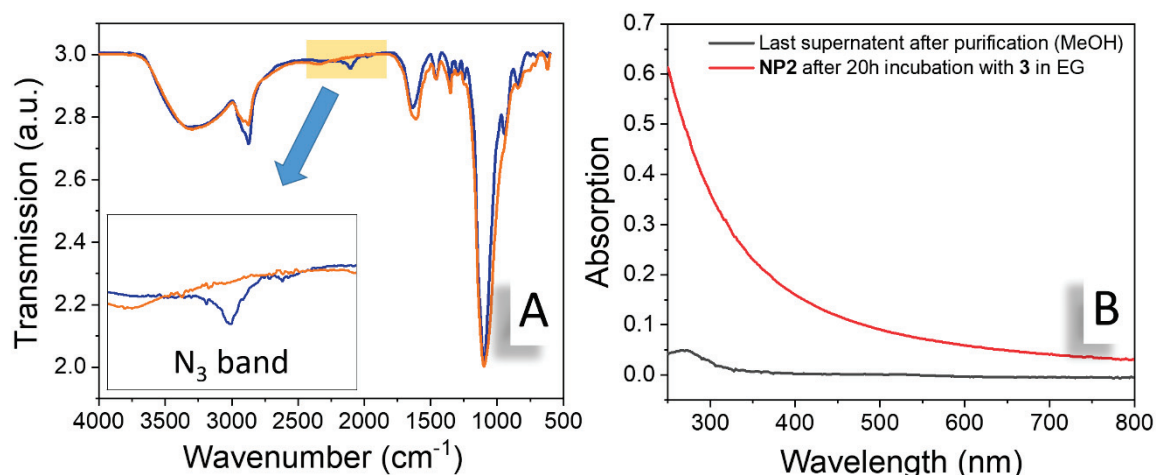 3.0
2.8
2.6
2.4
2.2
2.0
Transmission (a.u.)
N₃ band
A
4000 3500 3000 2500 2000 1500 1000 500
Wavenumber (cm⁻¹)
0.7
0.6
0.5
0.4
0.3
0.2
0.1
0.0
Absorption
Last supernatent after purification (MeOH)
NP2 after 20h incubation with 3 in EG
B
300 400 500 600 700 800
Wavelength (nm)